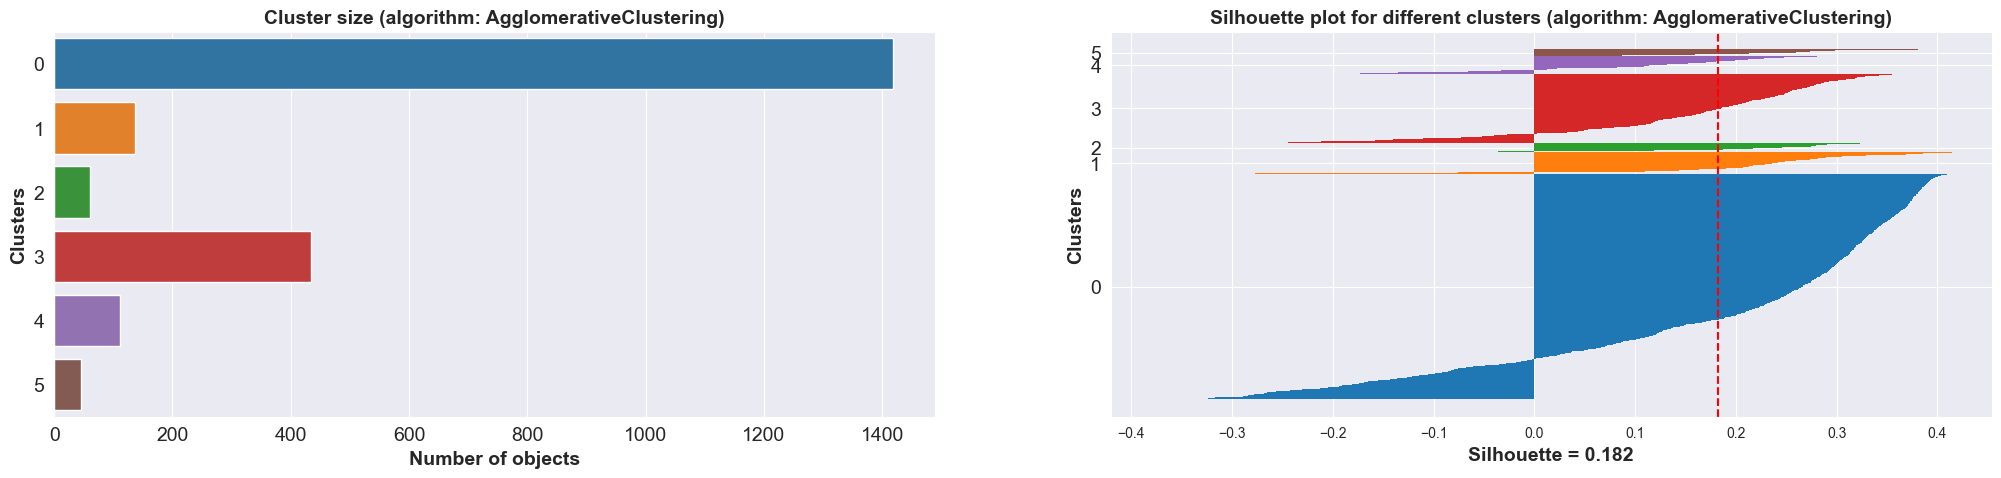 Cluster size (algorithm: AgglomerativeClustering)
Clusters
0
1
2
3
4
5
0 200 400 600 800 1000 1200 1400
Number of objects
Silhouette plot for different clusters (algorithm: AgglomerativeClustering)
Clusters
5
4
3
2
1
0
−0.4 −0.3 −0.2 −0.1 0.0 0.1 0.2 0.3 0.4
Silhouette = 0.182